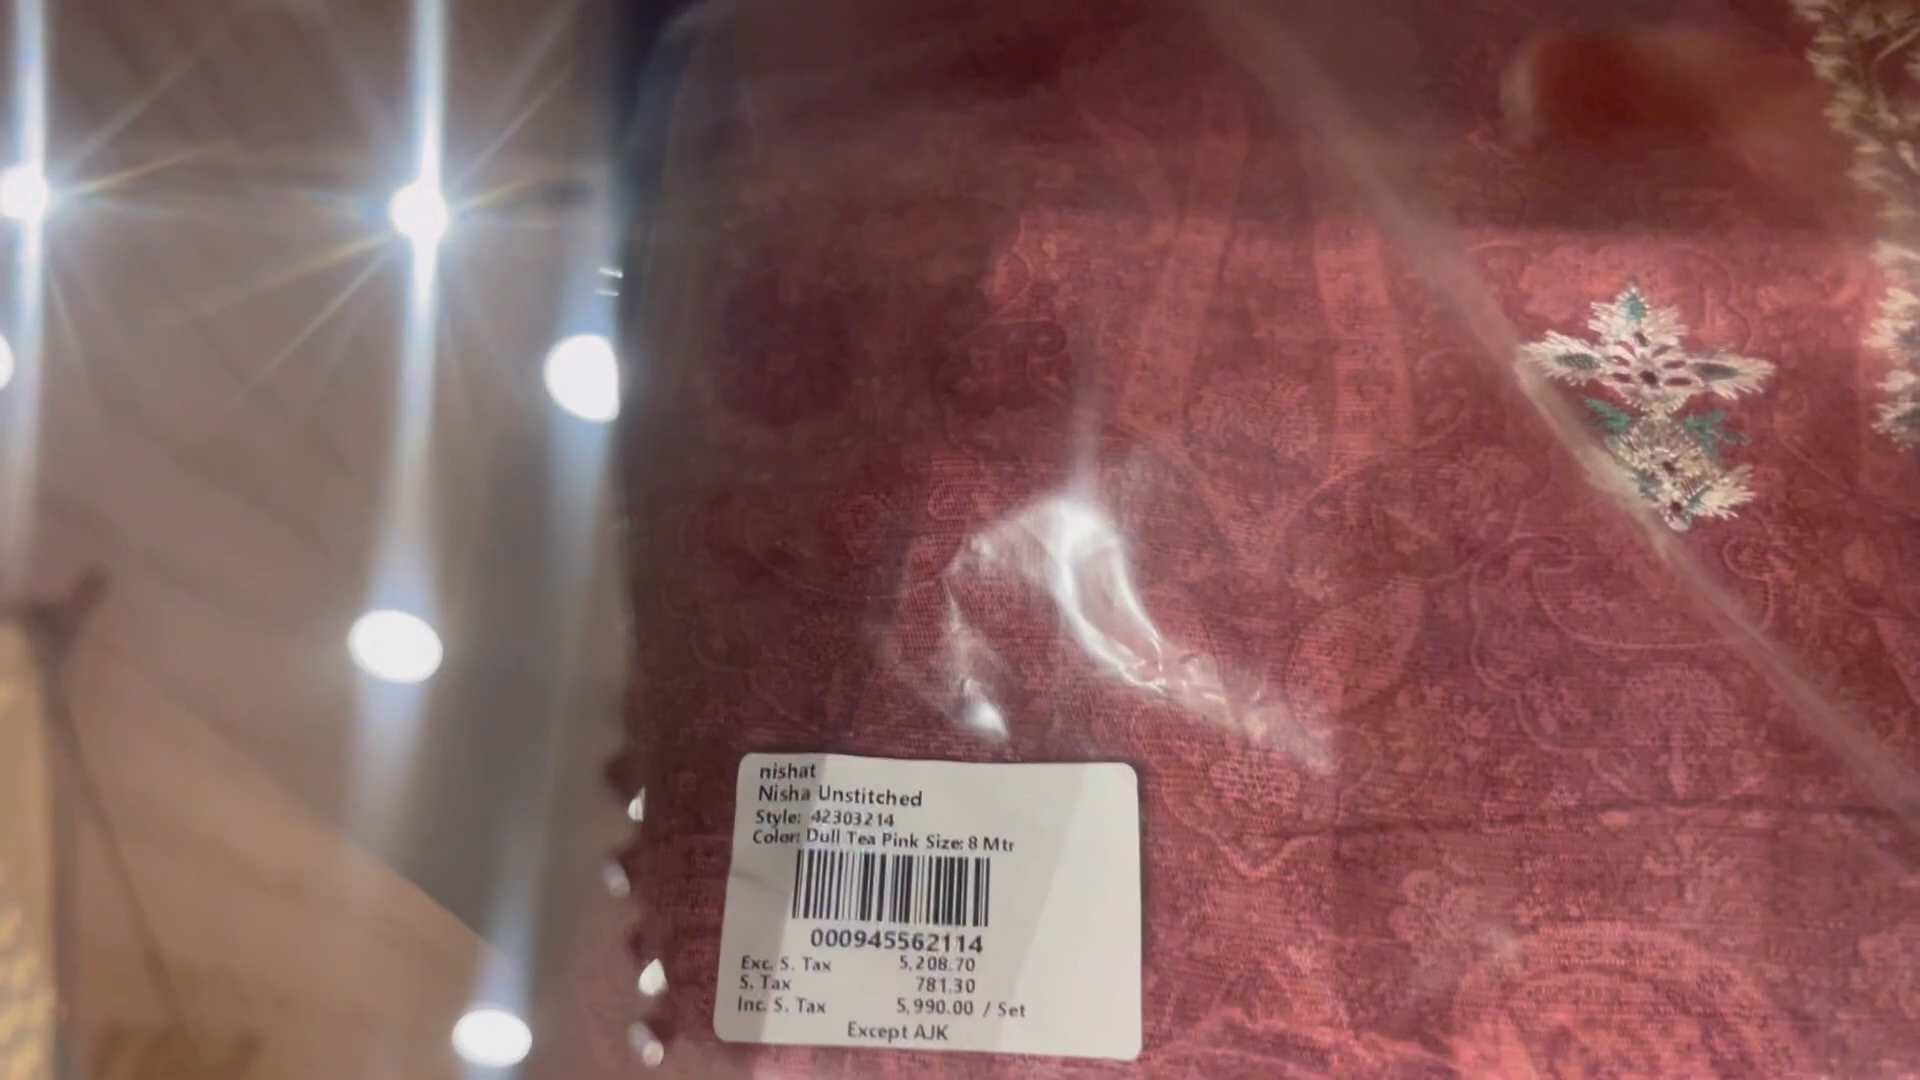 nishat
Nisha Unstitched
Style: 42303214
Color: Dull Tea Pink Size: 8 Mtr
000945562114
Exc. S. Tax 5,208.70
S. Tax 781.30
Inc. S. Tax 5,990.00 / Set
Except AJK